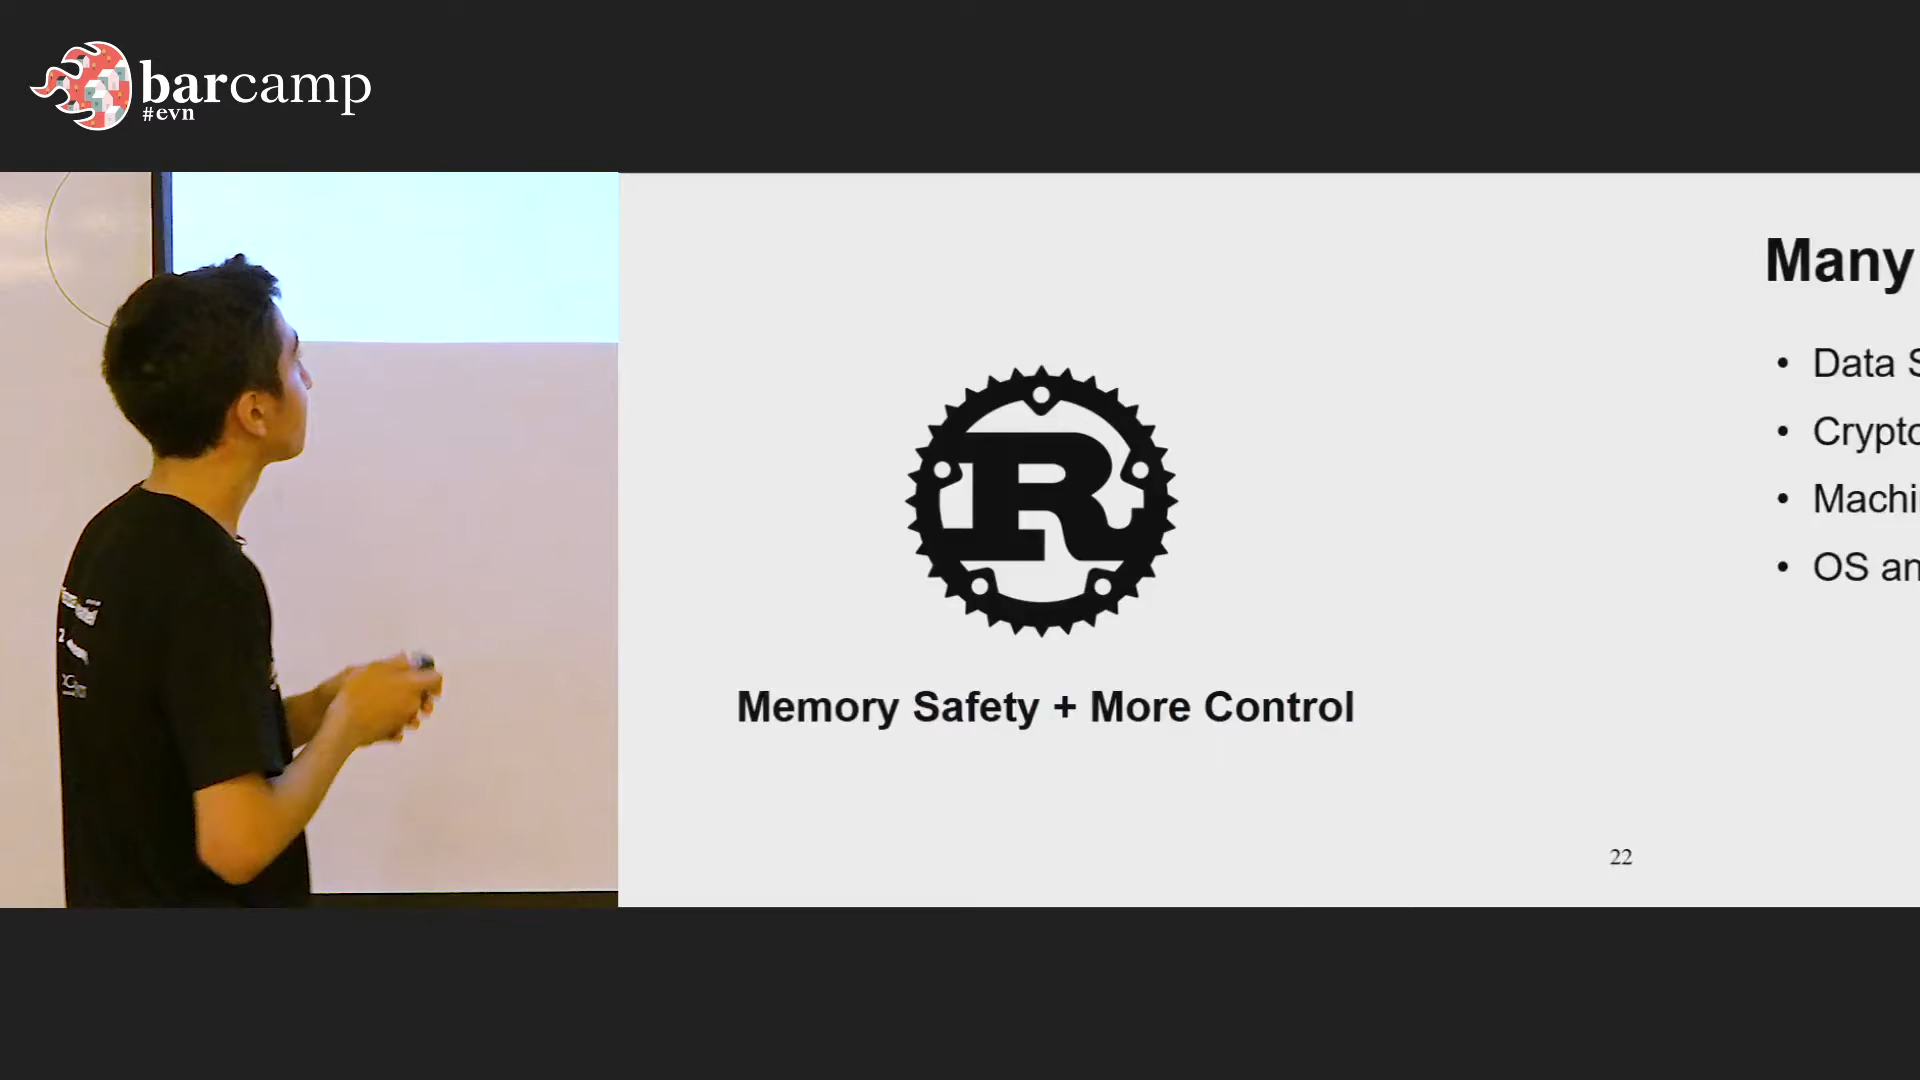 barcamp
#evn
R
Memory Safety + More Control
22
Many
Data S
Crypto
Machi
OS an